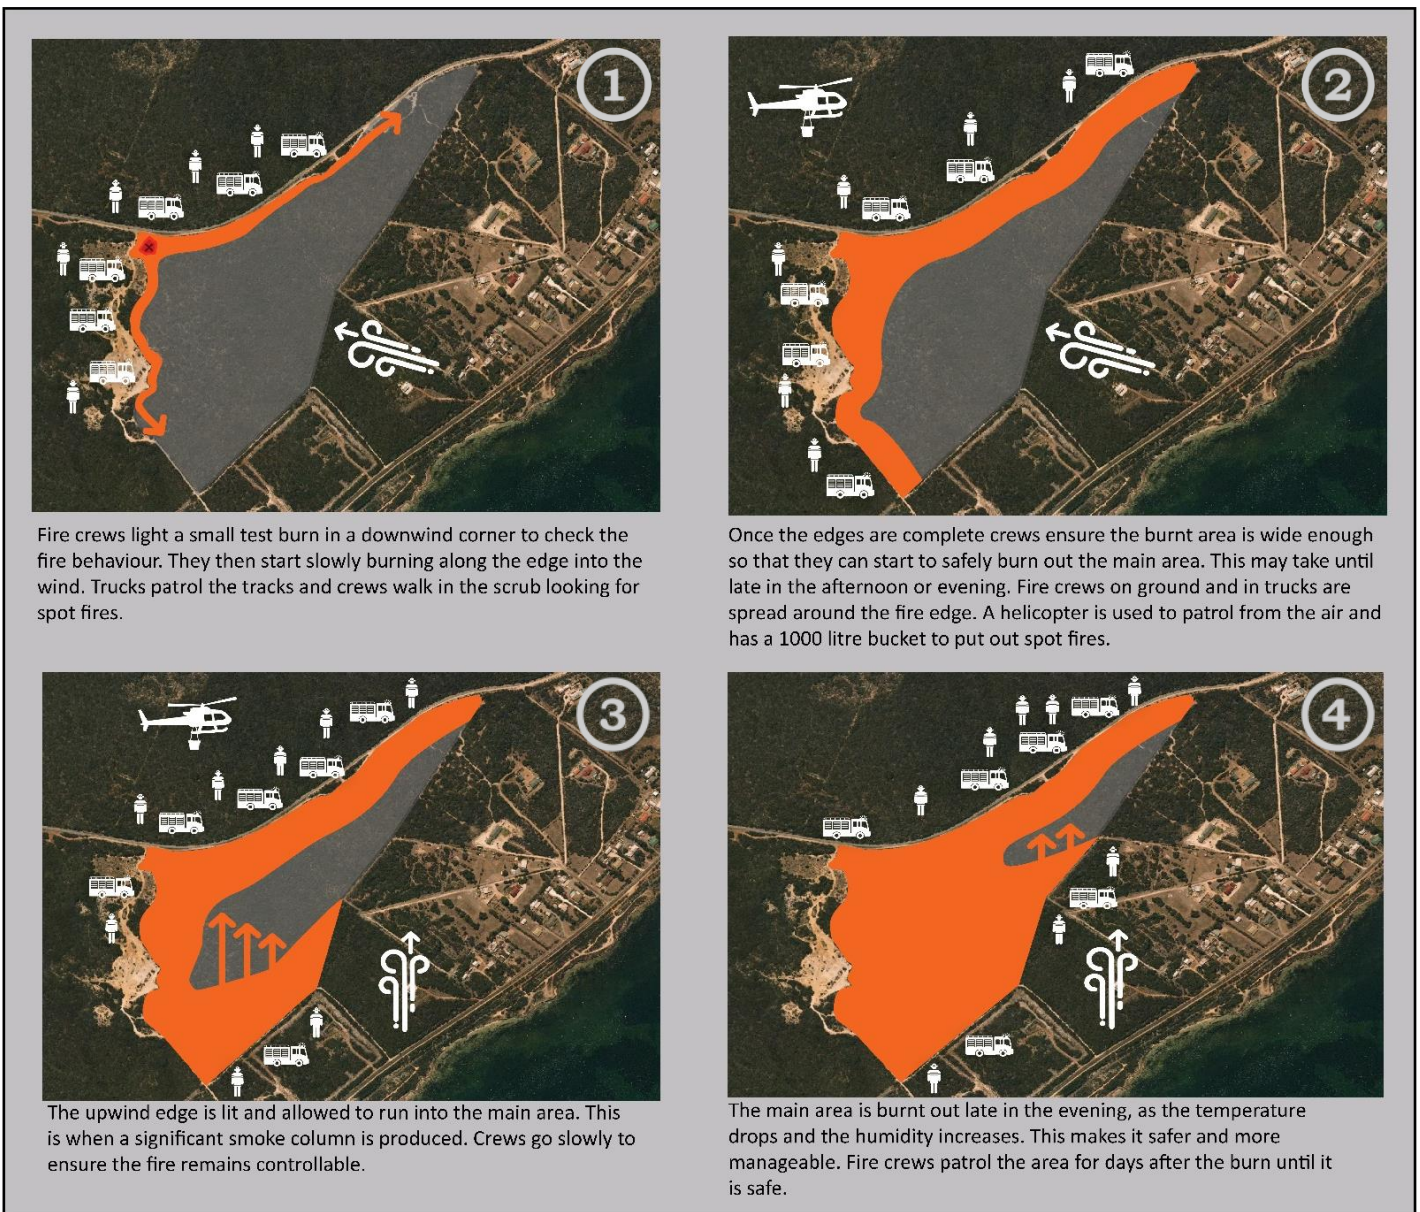 1
2
Fire crews light a small test burn in a downwind corner to check the
fire behaviour. They then start slowly burning along the edge into the
wind. Trucks patrol the tracks and crews walk in the scrub looking for
spot fires.
Once the edges are complete crews ensure the burnt area is wide enough
so that they can start to safely burn out the main area. This may take until
late in the afternoon or evening. Fire crews on ground and in trucks are
spread around the fire edge. A helicopter is used to patrol from the air and
has a 1000 litre bucket to put out spot fires.
3
4
The upwind edge is lit and allowed to run into the main area. This
is when a significant smoke column is produced. Crews go slowly to
ensure the fire remains controllable.
The main area is burnt out late in the evening, as the temperature
drops and the humidity increases. This makes it safer and more
manageable. Fire crews patrol the area for days after the burn until it
is safe.